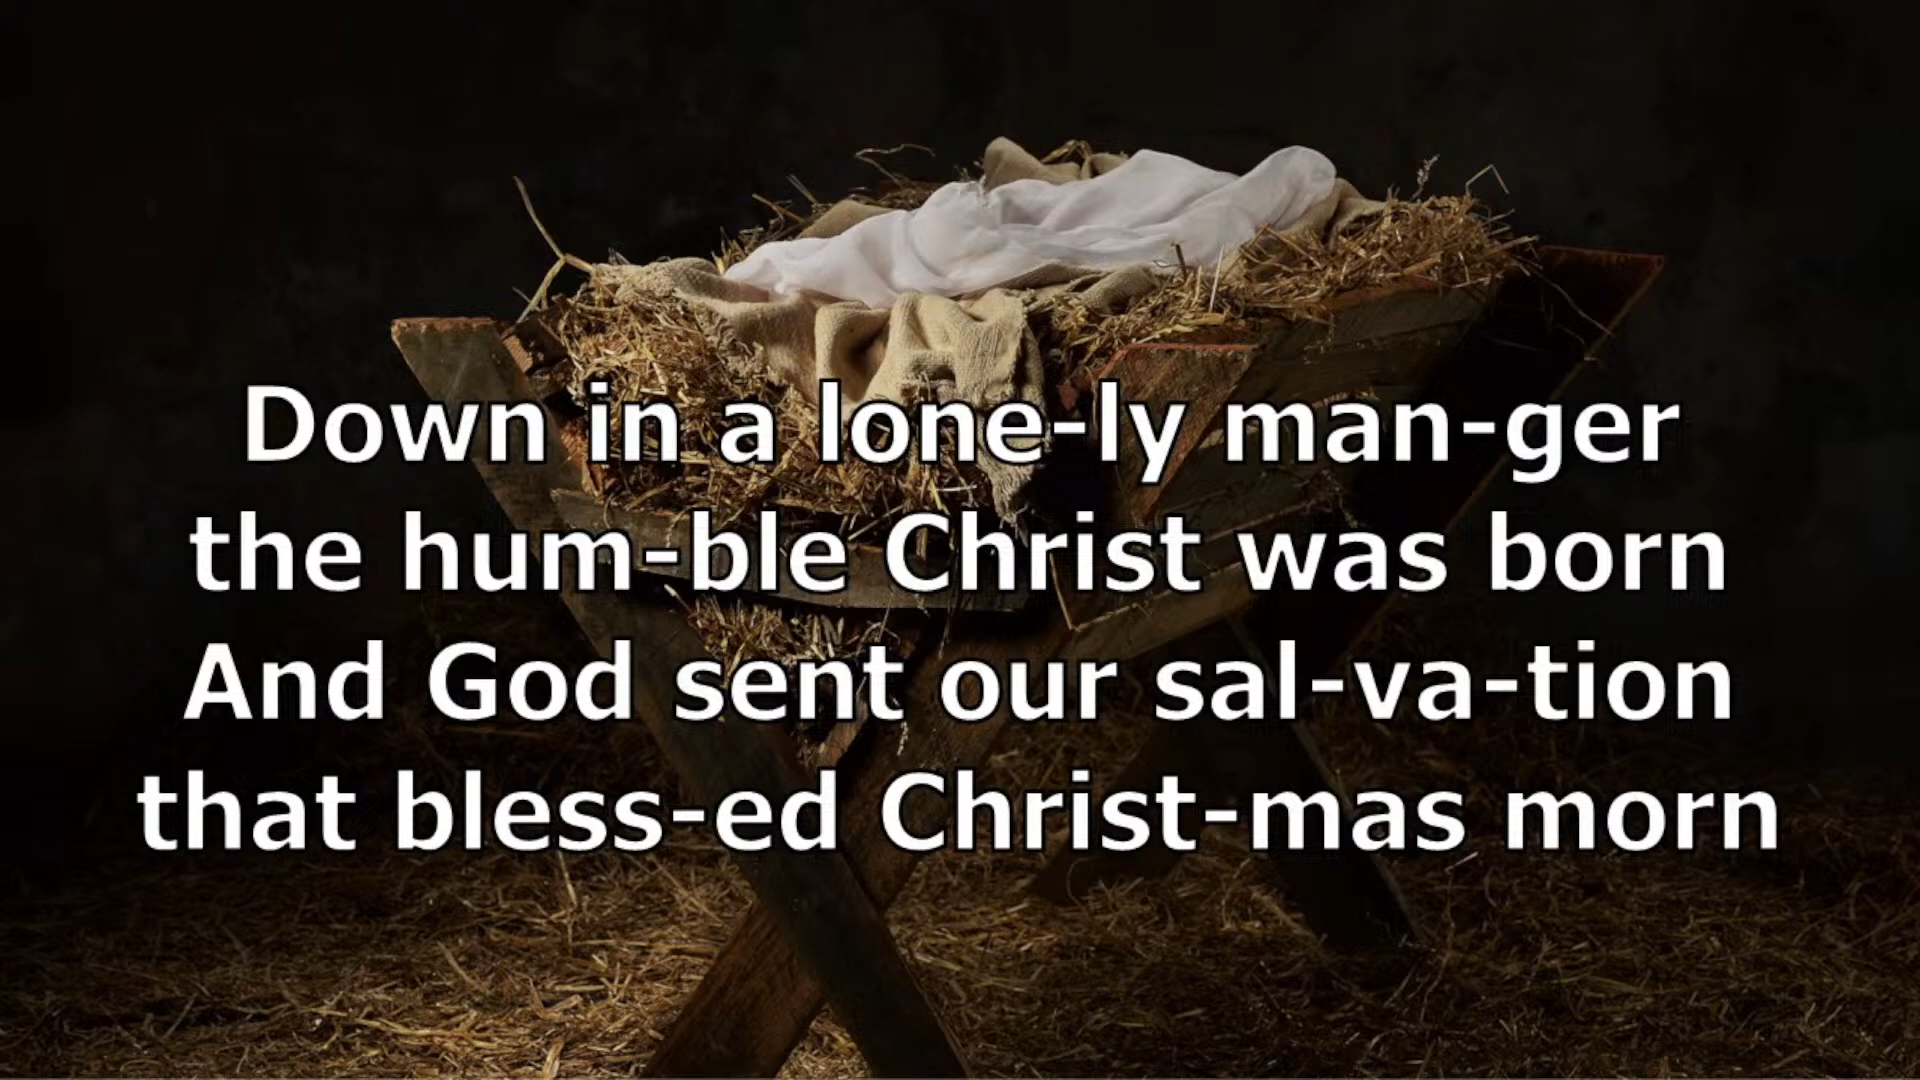 Down in a lone-ly man-ger
the hum-ble Christ was born
And God sent our sal-va-tion
that bless-ed Christ-mas morn